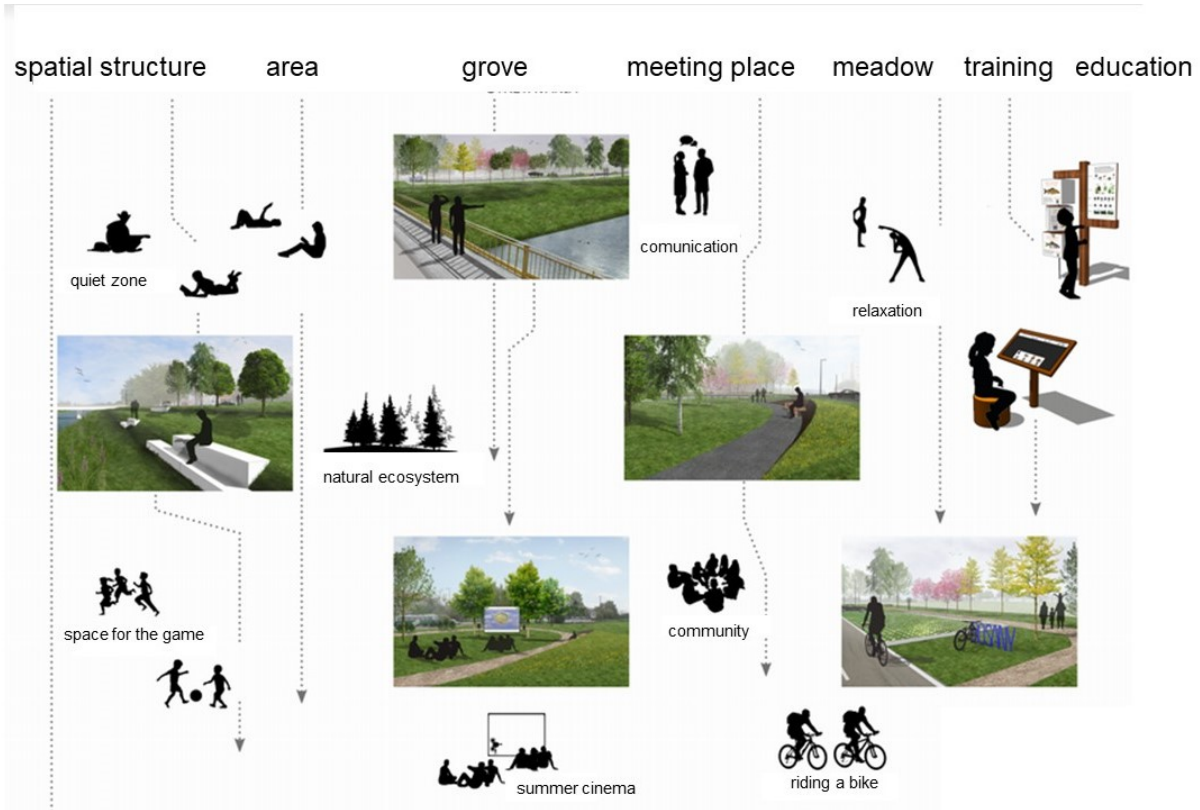 spatial structure
area
grove
meeting place
meadow
training
education
comunication
quiet zone
relaxation
natural ecosystem
space for the game
community
summer cinema
riding a bike